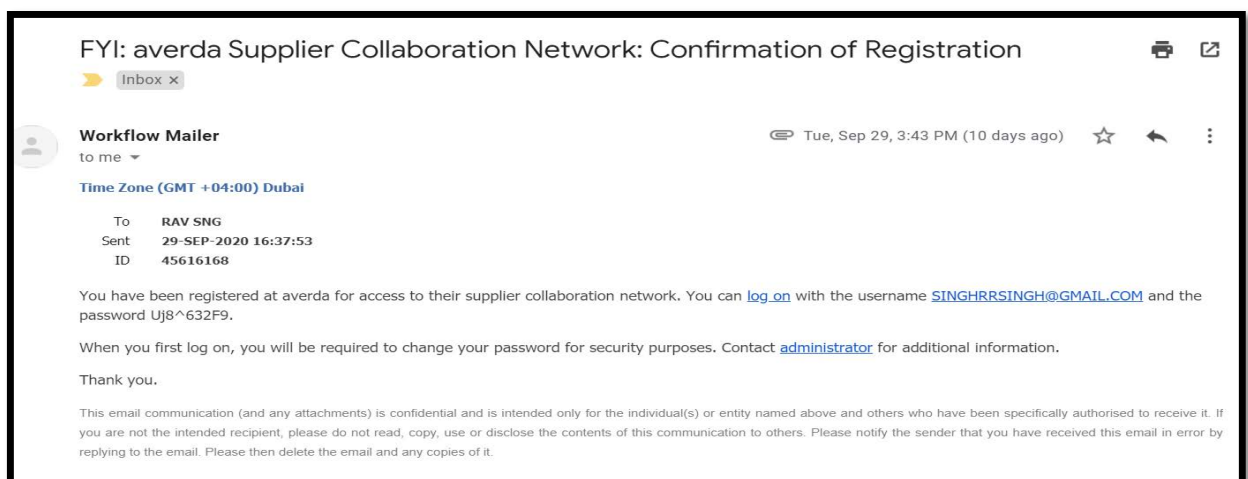 FYI: averda Supplier Collaboration Network: Confirmation of Registration
Inbox x
Workflow Mailer
Tue, Sep 29, 3:43 PM (10 days ago)
to me
Time Zone (GMT +04:00) Dubai
To RAV SNG
Sent 29-SEP-2020 16:37:53
ID 45616168
You have been registered at averda for access to their supplier collaboration network. You can log on with the username SINGHRRSINGH@GMAIL.COM and the
password Uj8^632F9.
When you first log on, you will be required to change your password for security purposes. Contact administrator for additional information.
Thank you.
This email communication (and any attachments) is confidential and is intended only for the individual(s) or entity named above and others who have been specifically authorised to receive it. If
you are not the intended recipient, please do not read, copy, use or disclose the contents of this communication to others. Please notify the sender that you have received this email in error by
replying to the email. Please then delete the email and any copies of it.